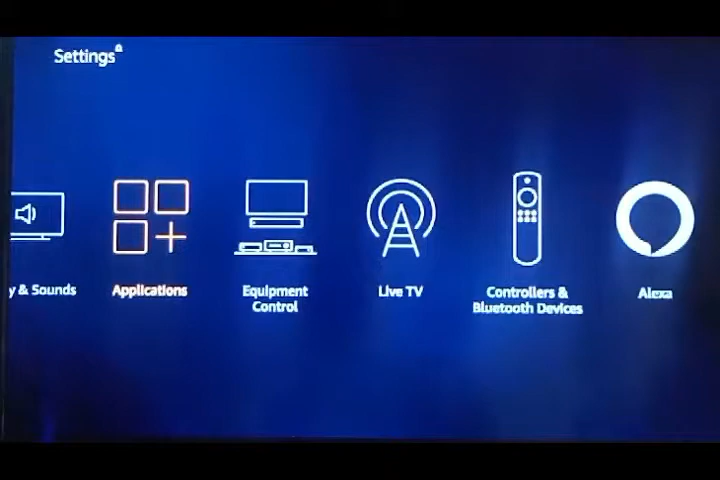 Settings
y & Sounds
Applications
Equipment
Control
Live TV
Controllers &
Bluetooth Devices
Alexa